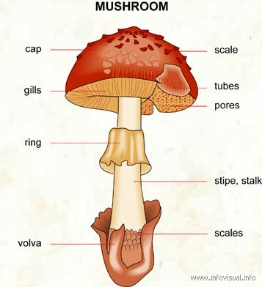 MUSHROOM
cap
scale
gills
tubes
pores
ring
stipe, stalk
scales
volva
www.infovisual.info